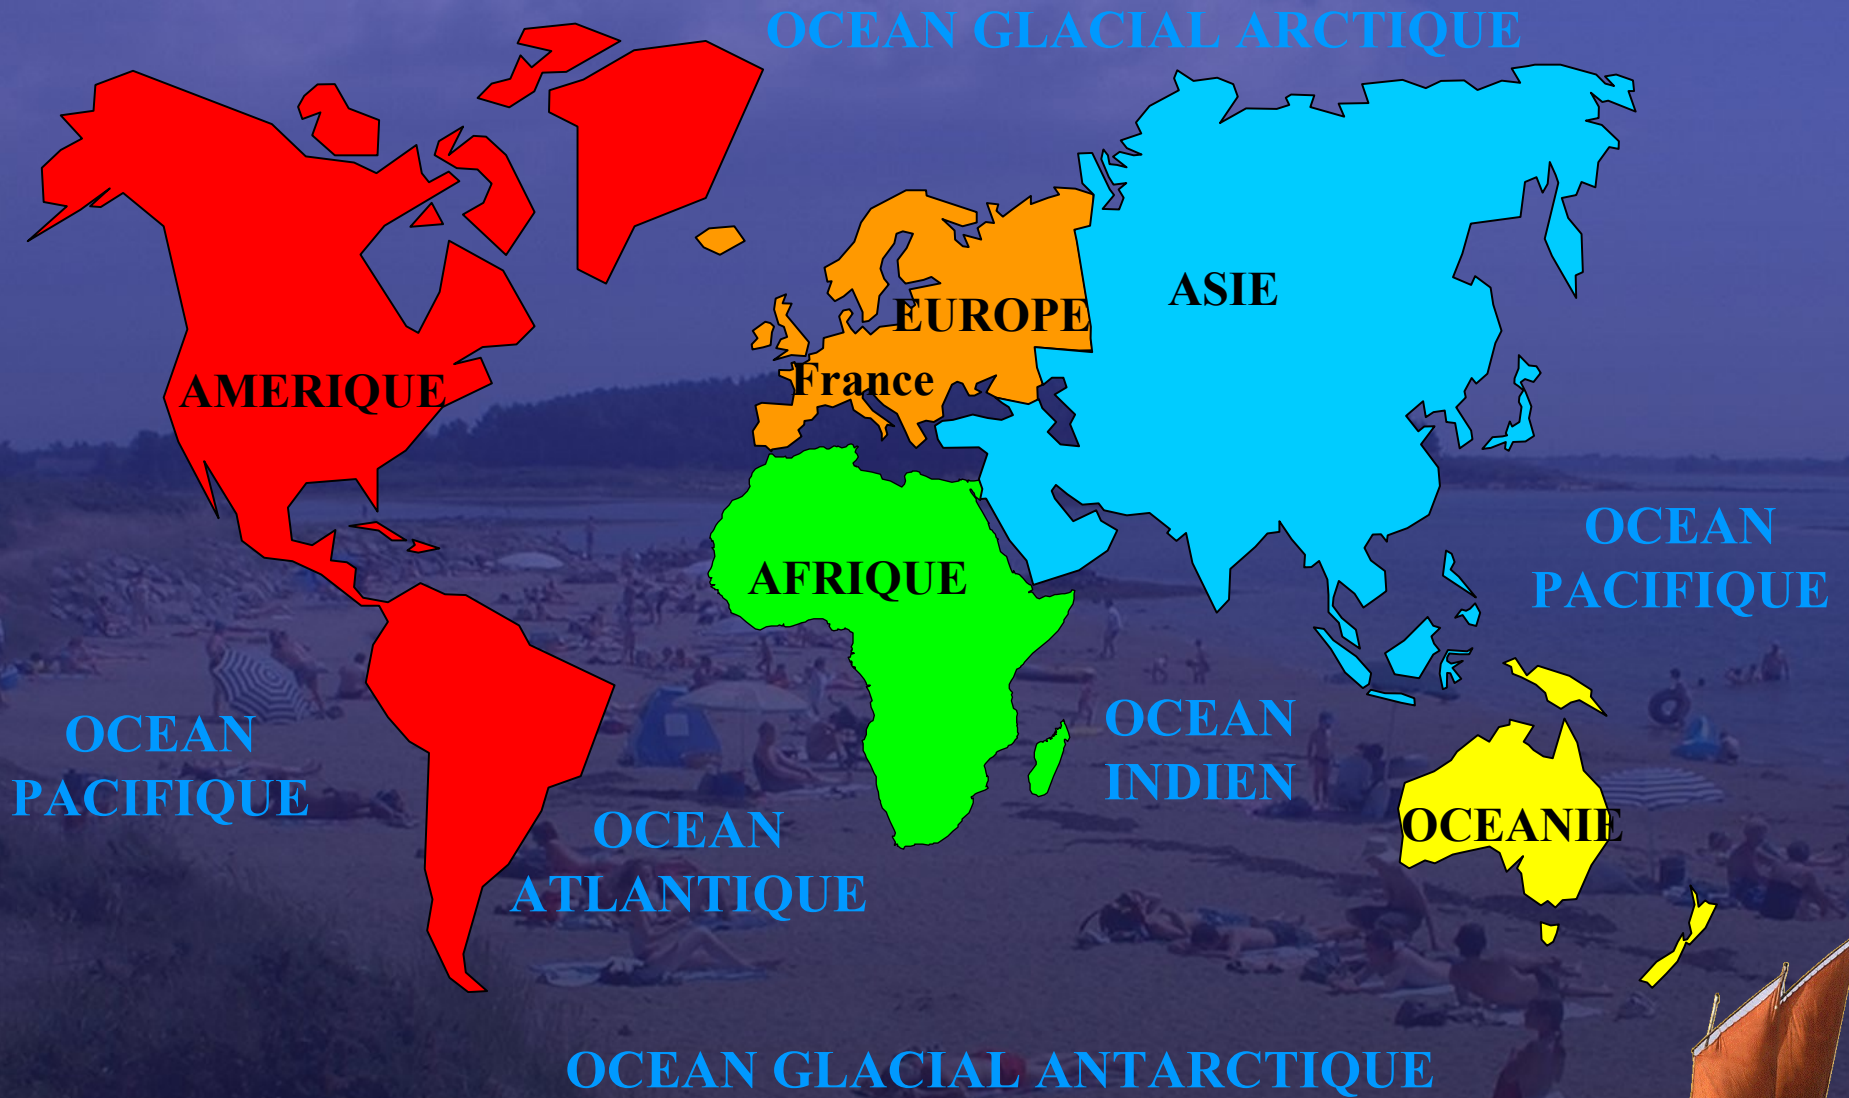 OCEAN GLACIAL ARCTIQUE
ASIE
EUROPE
France
AMERIQUE
OCEAN
PACIFIQUE
AFRIQUE
OCEAN
INDIEN
OCEAN
PACIFIQUE
OCEAN
ATLANTIQUE
OCEANIE
OCEAN GLACIAL ANTARCTIQUE